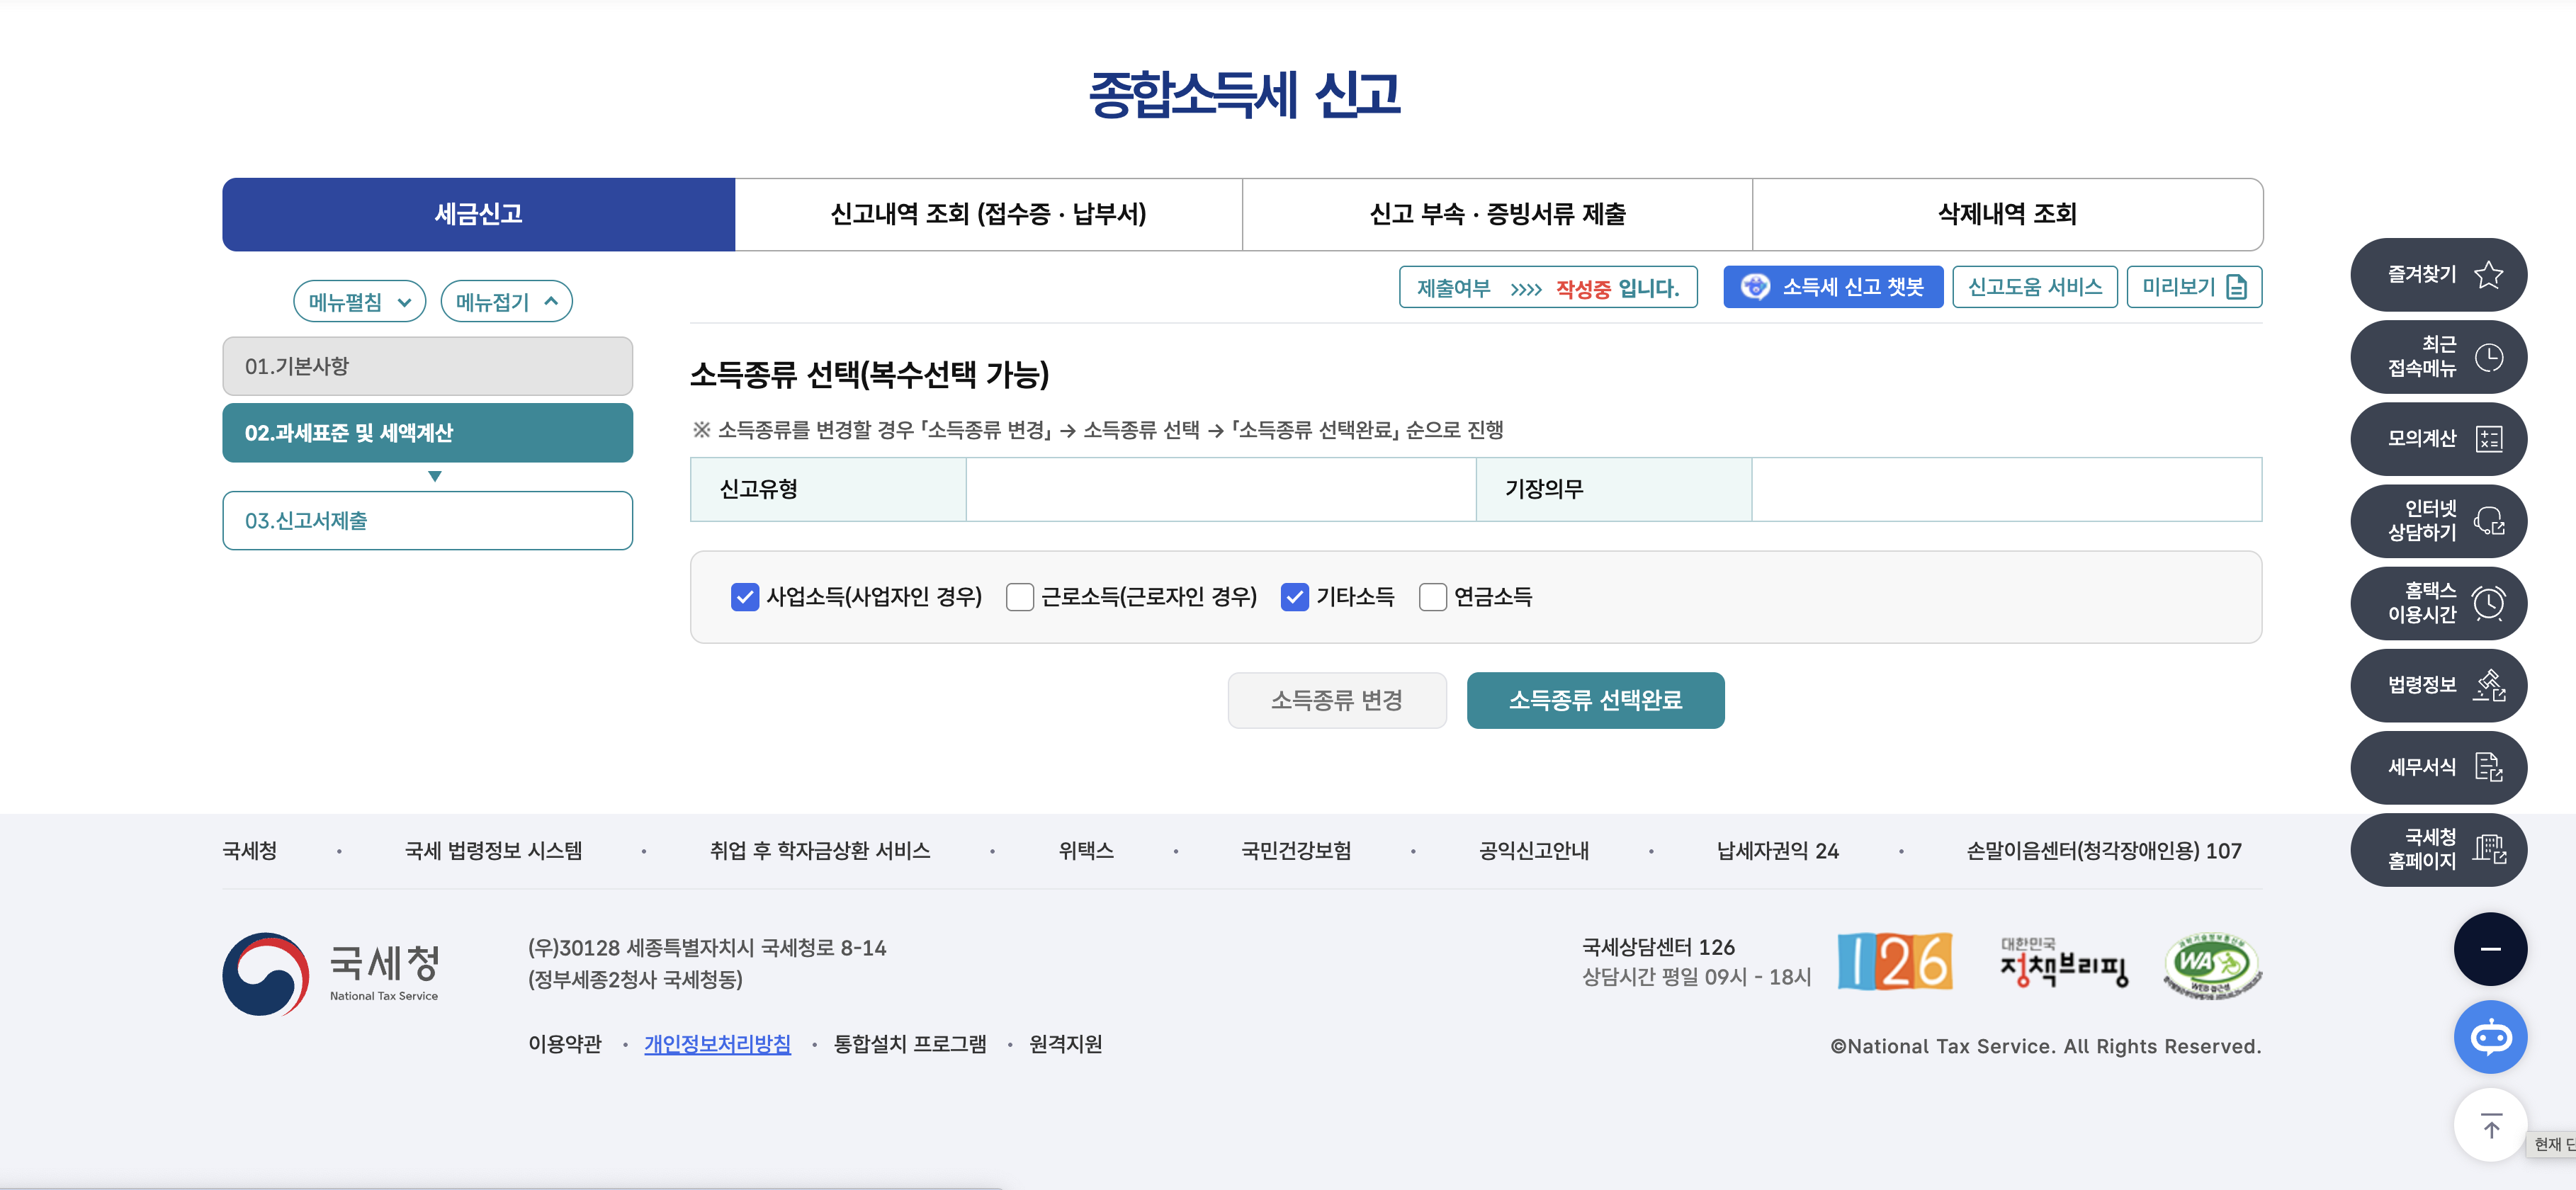 종합소득세 신고
세금신고
신고내역 조회 (접수증 · 납부서)
신고 부속 · 증빙서류 제출
삭제내역 조회
메뉴펼침
메뉴접기
제출여부 »»  작성중 입니다.
소득세 신고 챗봇
신고도움 서비스
미리보기
01.기본사항
02.과세표준 및 세액계산
▼
03.신고서제출
소득종류 선택(복수선택 가능)
※ 소득종류를 변경할 경우 「소득종류 변경」 → 소득종류 선택 → 「소득종류 선택완료」 순으로 진행
신고유형
기장의무
사업소득(사업자인 경우)
근로소득(근로자인 경우)
기타소득
연금소득
소득종류 변경
소득종류 선택완료
즐겨찾기
최근
접속메뉴
모의계산
인터넷
상담하기
홈택스
이용시간
법령정보
세무서식
국세청
홈페이지
국세청 · 국세 법령정보 시스템 · 취업 후 학자금상환 서비스 · 위택스 · 국민건강보험 · 공익신고안내 · 납세자권익 24 · 손말이음센터(청각장애인용) 107
국세청
National Tax Service
(우)30128 세종특별자치시 국세청로 8-14
(정부세종2청사 국세청동)
이용약관 · 개인정보처리방침 · 통합설치 프로그램 · 원격지원
국세상담센터 126
상담시간 평일 09시 - 18시
126
대한민국
정책브리핑
WA
WEB 접근성
©National Tax Service. All Rights Reserved.
현재